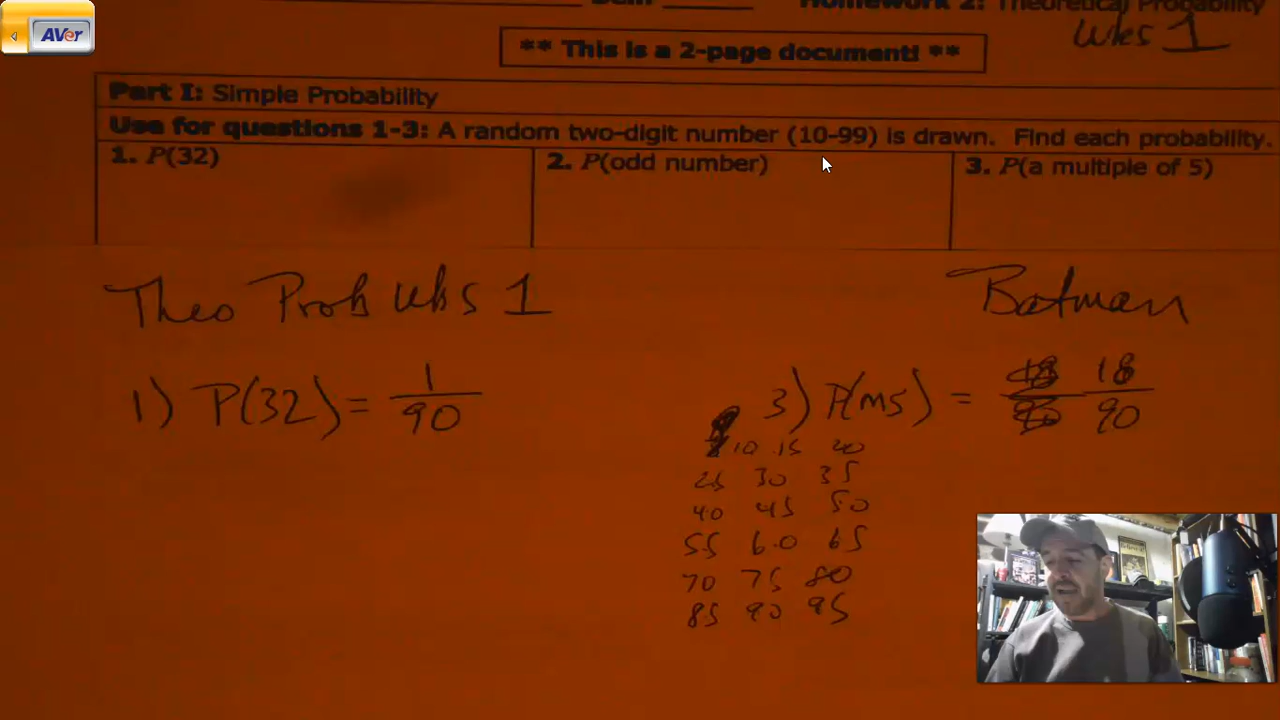 AVer
Homework 2: Theoretical Probability
Wks 1
** This is a 2-page document! **
Part I: Simple Probability
Use for questions 1-3: A random two-digit number (10-99) is drawn. Find each probability.
1. P(32)
2. P(odd number)
3. P(a multiple of 5)
Theo Prob Wks 1
Batman
1) P(32) = 1/90
3) P(M5) = 18/90
10 15 20
25 30 35
40 45 50
55 60 65
70 75 80
85 90 95